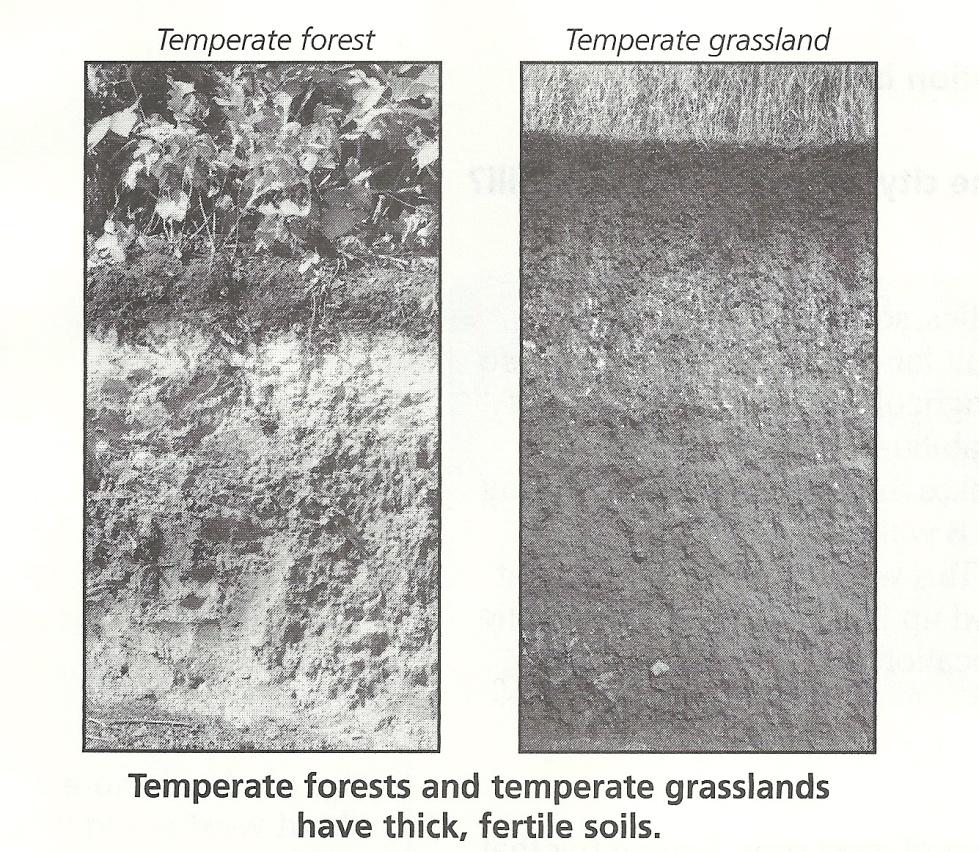 Temperate forest
Temperate grassland
Temperate forests and temperate grasslands
have thick, fertile soils.